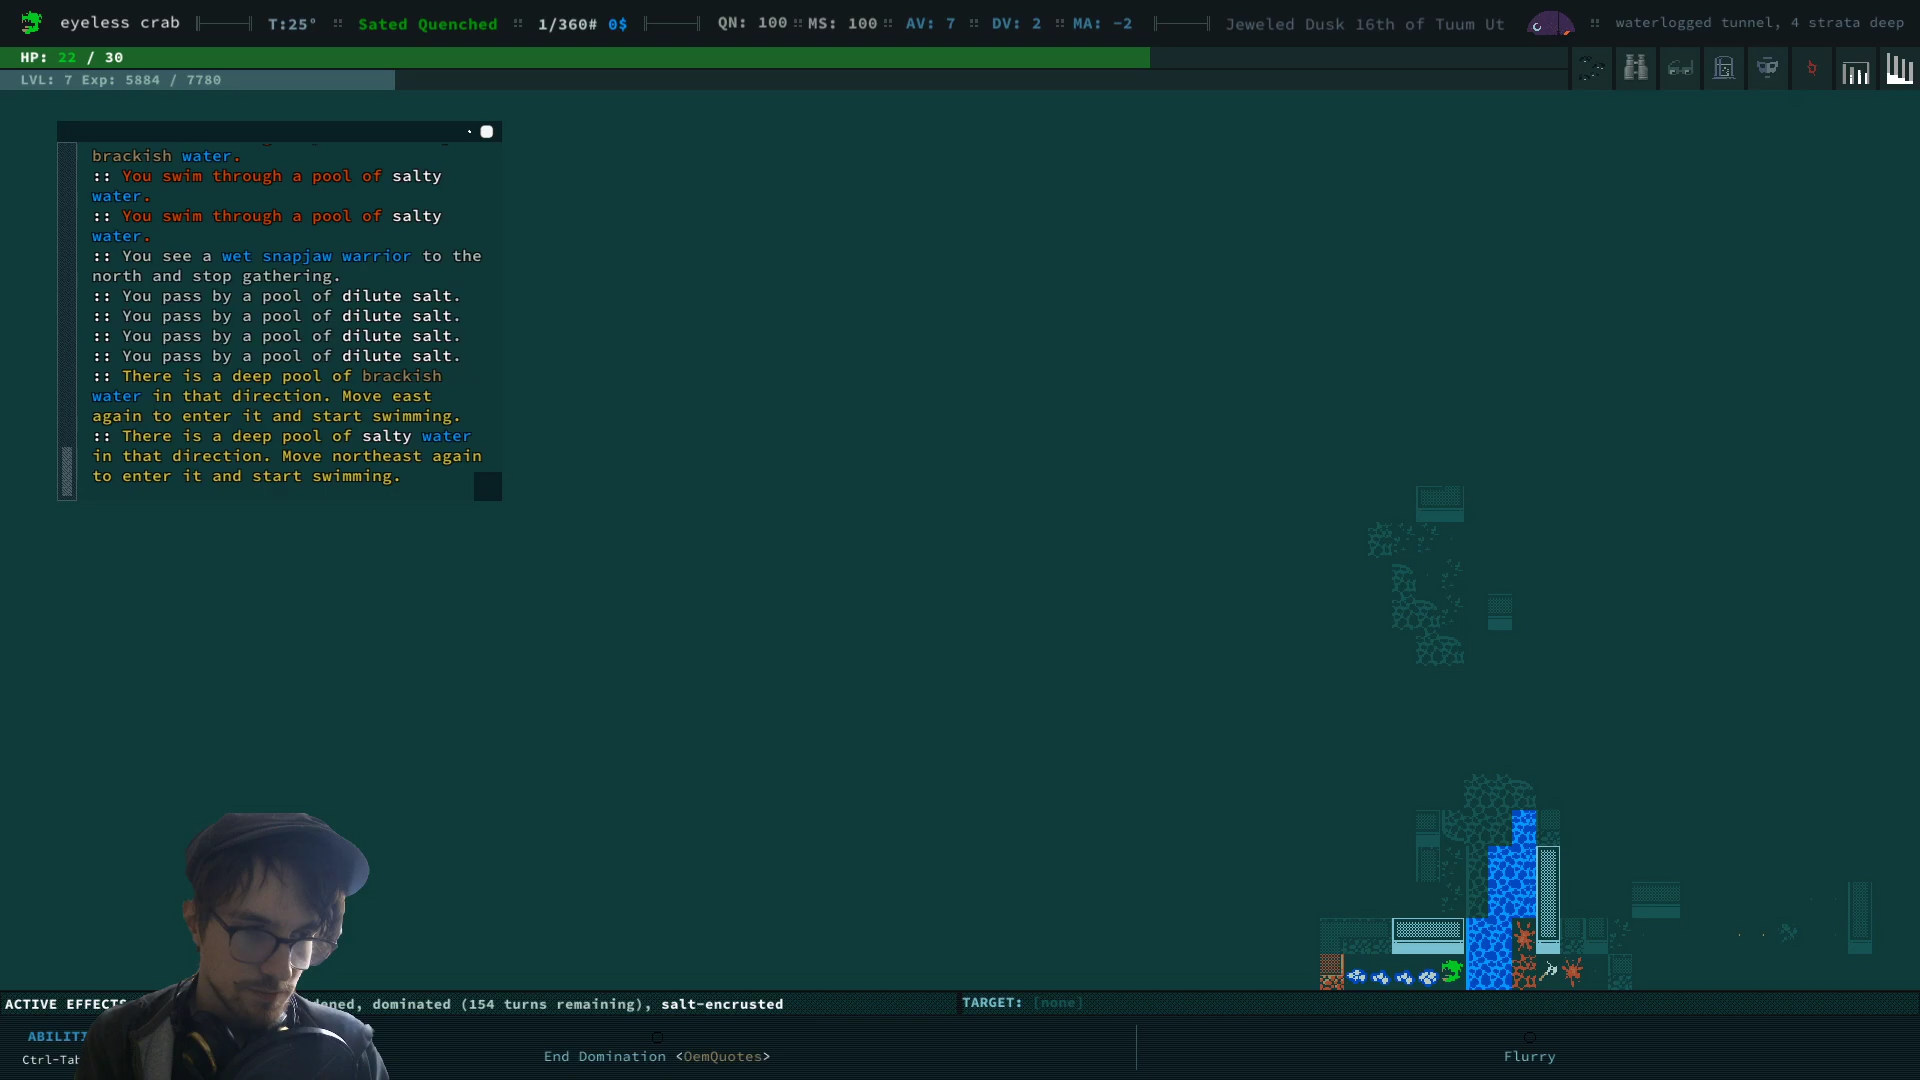 eyeless crab T:25° :: Sated Quenched :: 1/360# 0$ QN: 100 :: MS: 100 :: AV: 7 :: DV: 2 :: MA: -2 Jeweled Dusk 16th of Tuum Ut :: waterlogged tunnel, 4 strata deep
HP: 22 / 30
LVL: 7 Exp: 5884 / 7780
brackish water.
:: You swim through a pool of salty
water.
:: You swim through a pool of salty
water.
:: You see a wet snapjaw warrior to the
north and stop gathering.
:: You pass by a pool of dilute salt.
:: You pass by a pool of dilute salt.
:: You pass by a pool of dilute salt.
:: You pass by a pool of dilute salt.
:: There is a deep pool of brackish
water in that direction. Move east
again to enter it and start swimming.
:: There is a deep pool of salty water
in that direction. Move northeast again
to enter it and start swimming.
ACTIVE EFFECTS dominated (154 turns remaining), salt-encrusted TARGET: [none]
ABILITI
Ctrl-Tab End Domination <OemQuotes> Flurry